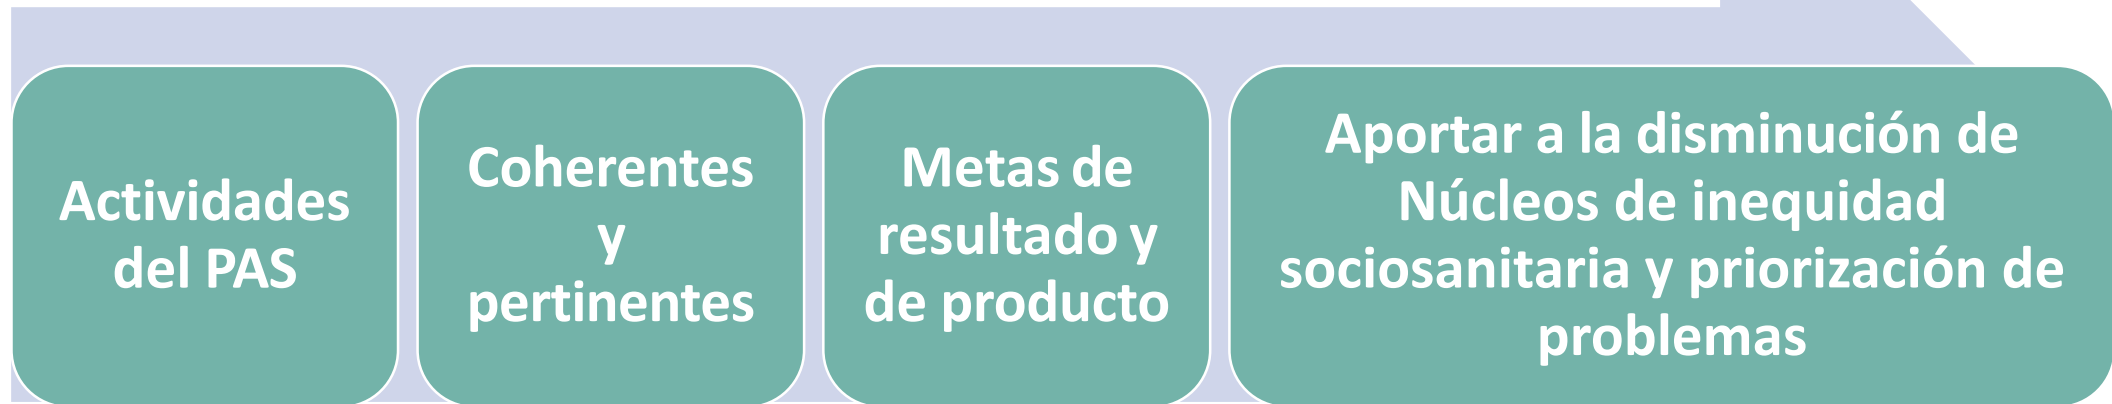 Actividades
del PAS
Coherentes
y
pertinentes
Metas de
resultado y
de producto
Aportar a la disminución de
Núcleos de inequidad
sociosanitaria y priorización de
problemas